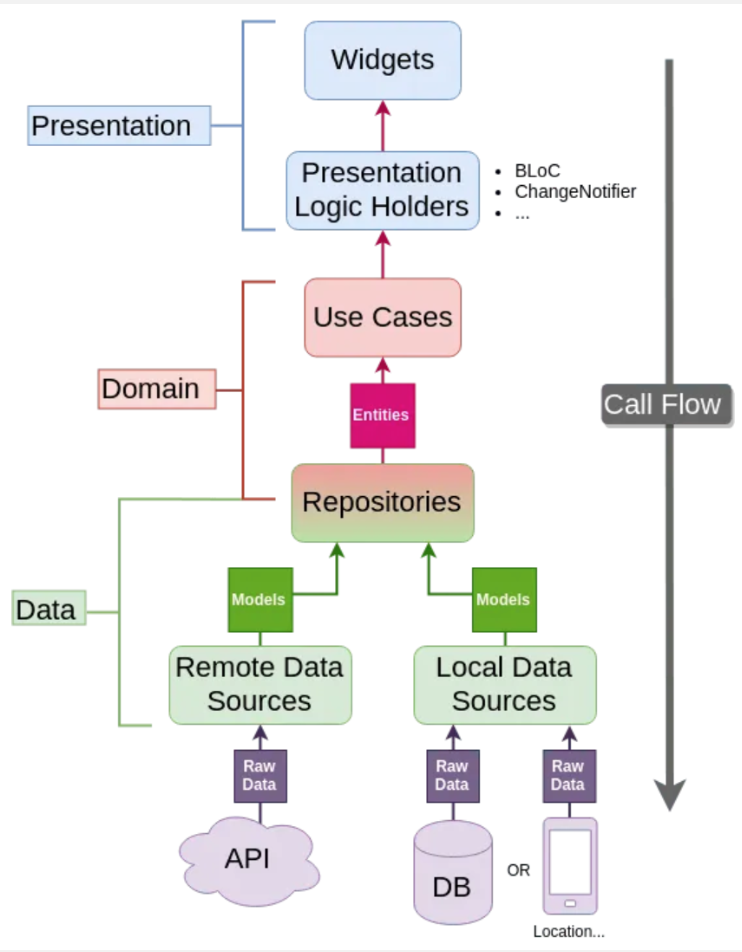 Widgets
Presentation
Presentation
Logic Holders
• BLoC
• ChangeNotifier
• ...
Use Cases
Domain
Call Flow
Entities
Repositories
Data
Models
Models
Remote Data
Sources
Local Data
Sources
Raw
Data
Raw
Data
Raw
Data
API
DB
OR
Location...